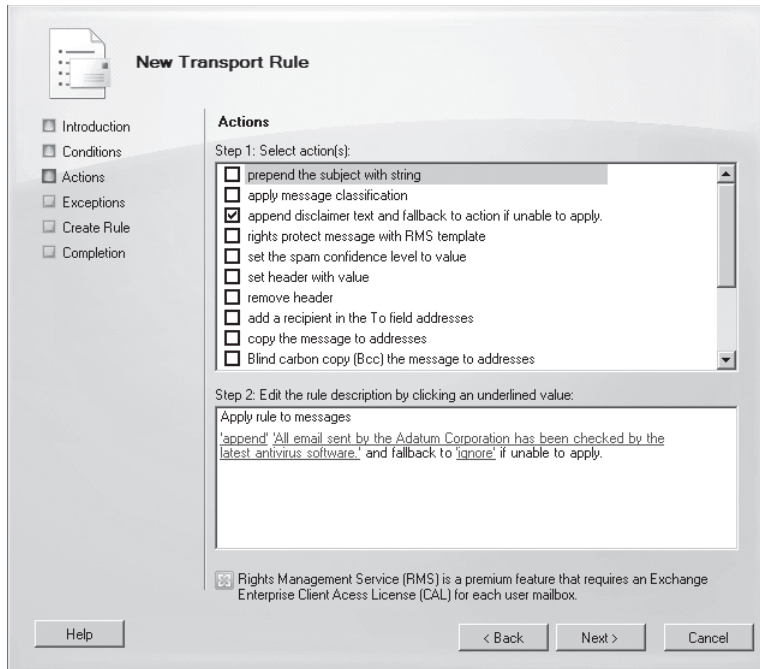 New Transport Rule
Introduction
Conditions
Actions
Exceptions
Create Rule
Completion
Actions
Step 1: Select action(s):
prepend the subject with string
apply message classification
append disclaimer text and fallback to action if unable to apply.
rights protect message with RMS template
set the spam confidence level to value
set header with value
remove header
add a recipient in the To field addresses
copy the message to addresses
Blind carbon copy (Bcc) the message to addresses
Step 2: Edit the rule description by clicking an underlined value:
Apply rule to messages
'append' 'All email sent by the Adatum Corporation has been checked by the
latest antivirus software.' and fallback to 'ignore' if unable to apply.
Rights Management Service (RMS) is a premium feature that requires an Exchange
Enterprise Client Acess License (CAL) for each user mailbox.
Help
< Back
Next >
Cancel